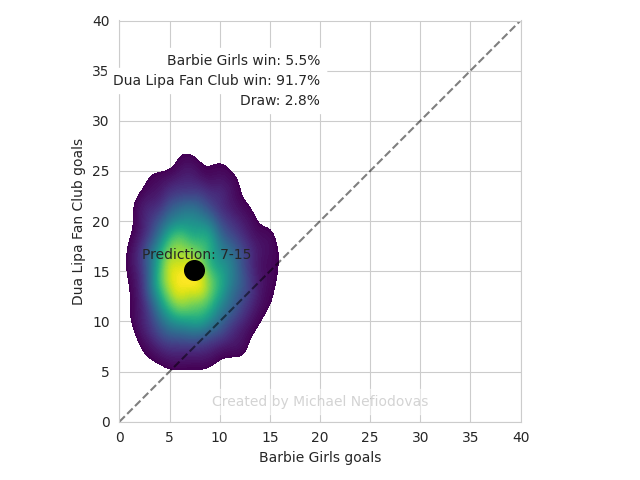 Barbie Girls win: 5.5%
Dua Lipa Fan Club win: 91.7%
Draw: 2.8%
40
35
30
25
20
15
10
5
0
Dua Lipa Fan Club goals
Prediction: 7-15
Created by Michael Nefiodovas
0 5 10 15 20 25 30 35 40
Barbie Girls goals